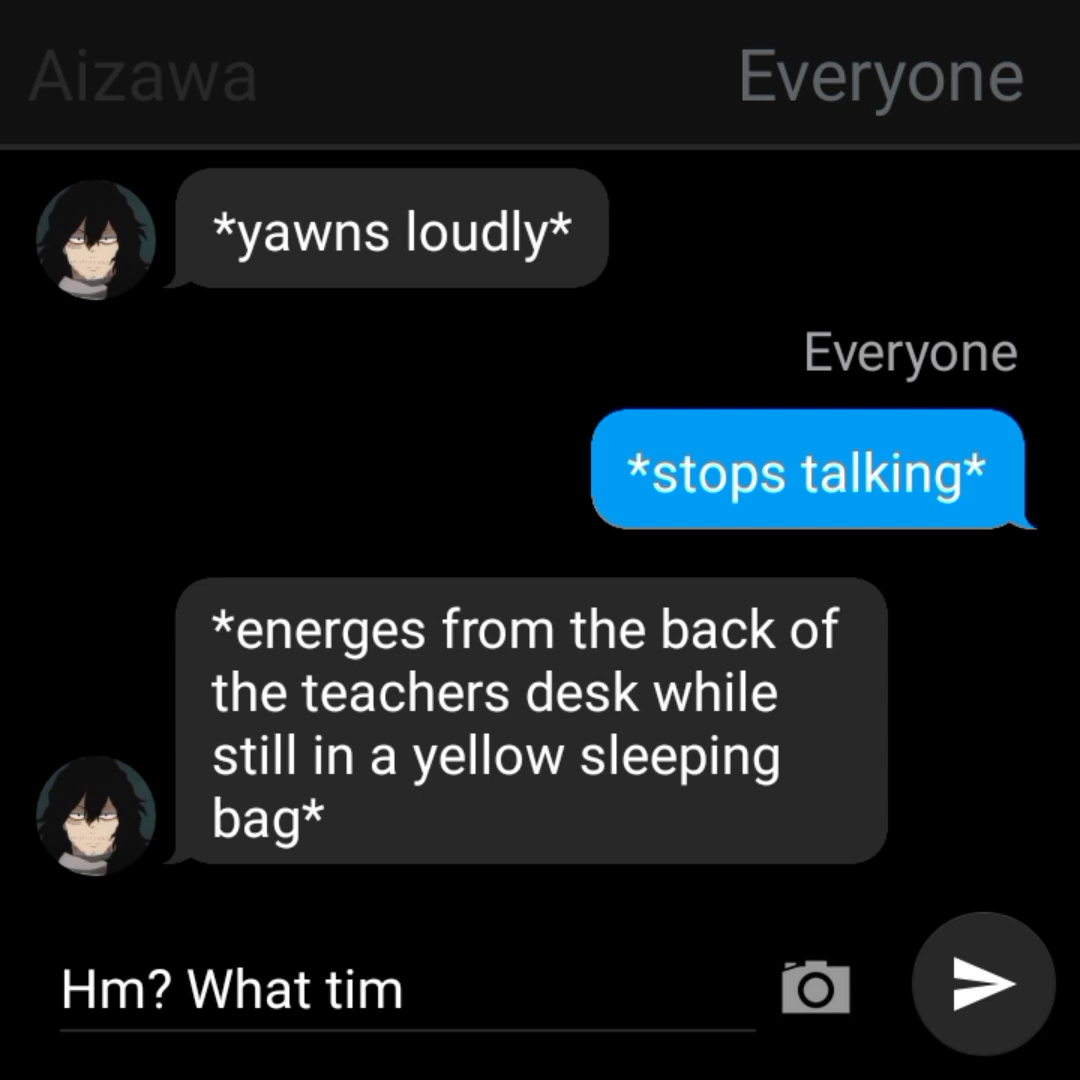 Aizawa Everyone
*yawns loudly*
Everyone
*stops talking*
*energes from the back of
the teachers desk while
still in a yellow sleeping
bag*
Hm? What tim